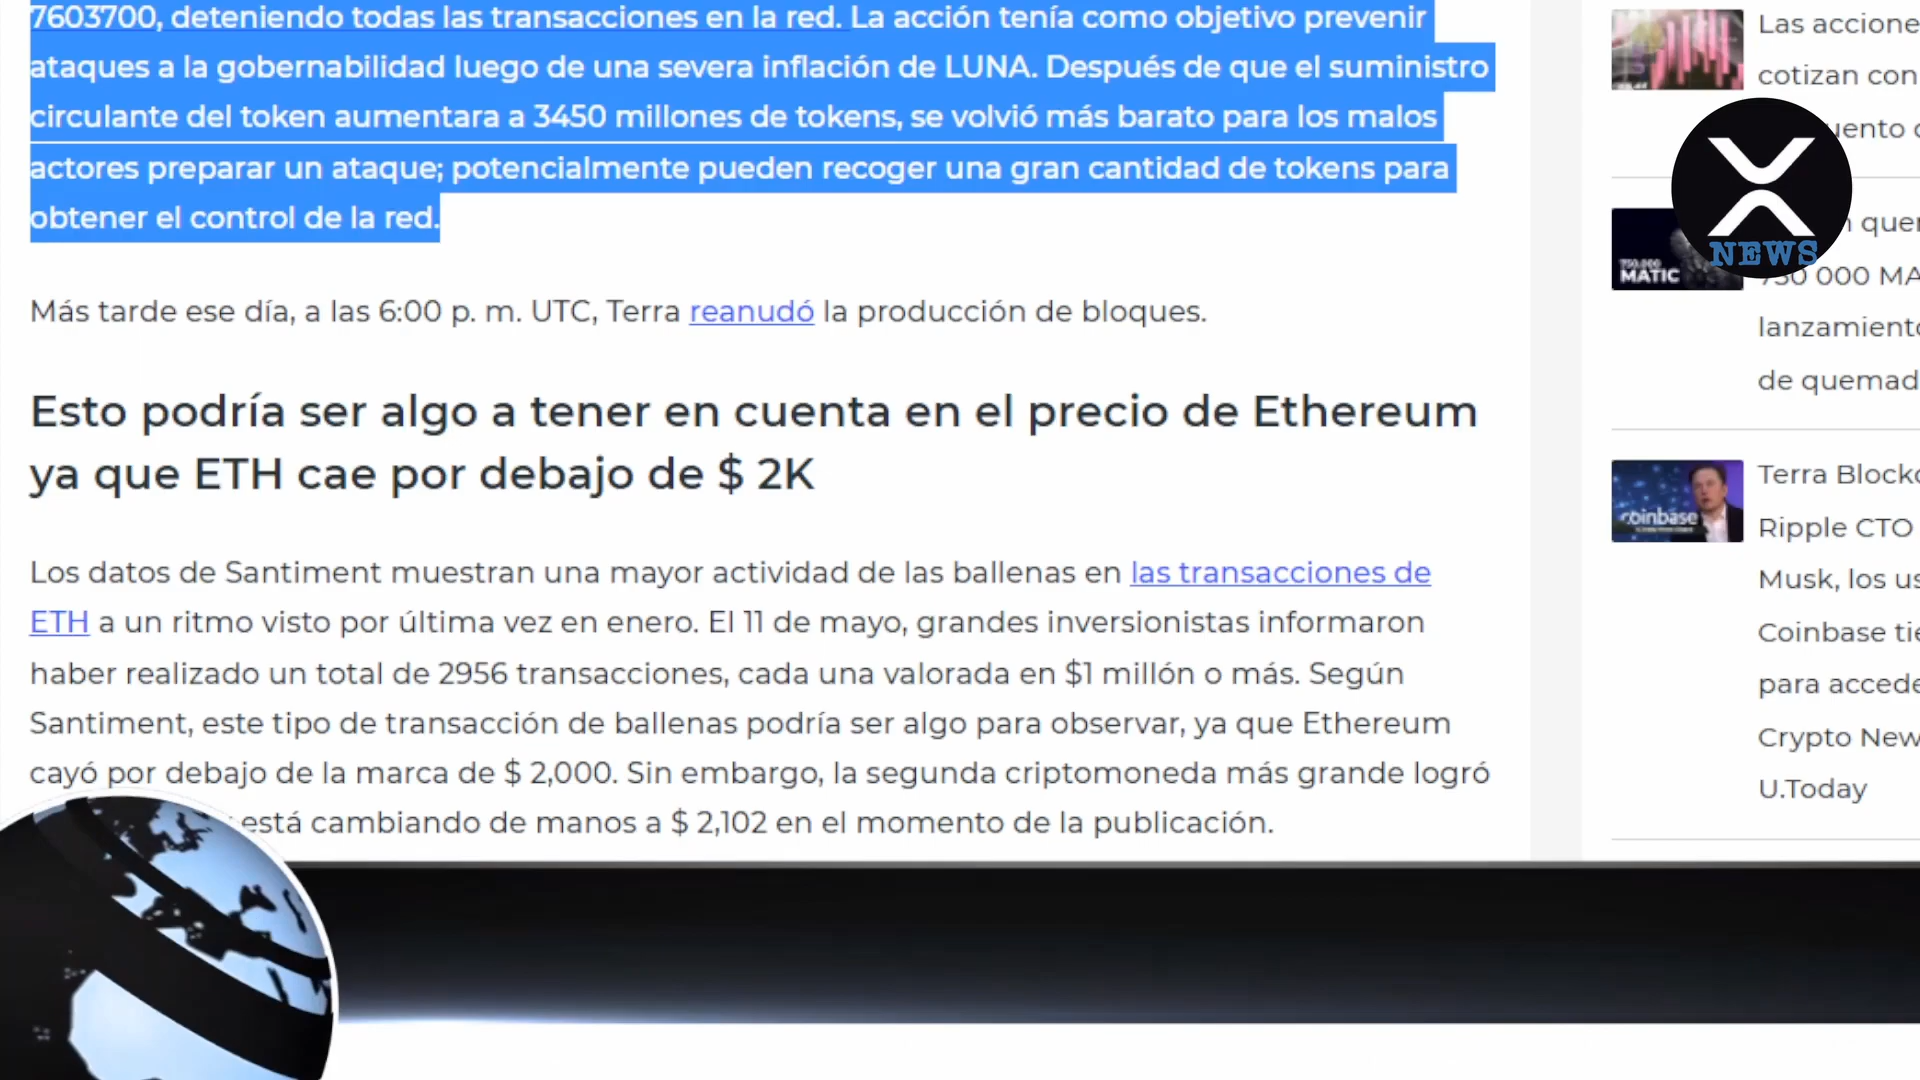 7603700, deteniendo todas las transacciones en la red. La acción tenía como objetivo prevenir
ataques a la gobernabilidad luego de una severa inflación de LUNA. Después de que el suministro
circulante del token aumentara a 3450 millones de tokens, se volvió más barato para los malos
actores preparar un ataque; potencialmente pueden recoger una gran cantidad de tokens para
obtener el control de la red.
Más tarde ese día, a las 6:00 p. m. UTC, Terra reanudó la producción de bloques.
Esto podría ser algo a tener en cuenta en el precio de Ethereum
ya que ETH cae por debajo de $ 2K
Los datos de Santiment muestran una mayor actividad de las ballenas en las transacciones de
ETH a un ritmo visto por última vez en enero. El 11 de mayo, grandes inversionistas informaron
haber realizado un total de 2956 transacciones, cada una valorada en $1 millón o más. Según
Santiment, este tipo de transacción de ballenas podría ser algo para observar, ya que Ethereum
cayó por debajo de la marca de $ 2,000. Sin embargo, la segunda criptomoneda más grande logró
está cambiando de manos a $ 2,102 en el momento de la publicación.
Las accione
cotizan con
NEWS
750.000
MATIC
750 000 MA
lanzamiento
de quemad
coinbase
Terra Blockc
Ripple CTO
Musk, los us
Coinbase tie
para accede
Crypto New
U.Today